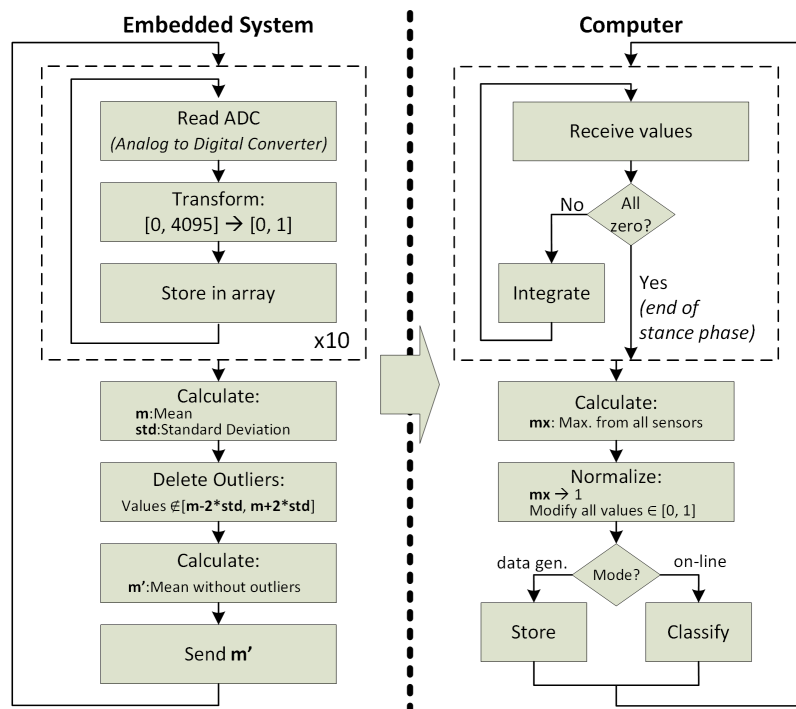 Embedded System
Read ADC
(Analog to Digital Converter)
Transform:
[0, 4095] → [0, 1]
Store in array
x10
Calculate:
m:Mean
std:Standard Deviation
Delete Outliers:
Values ∉[m-2*std, m+2*std]
Calculate:
m':Mean without outliers
Send m'
Computer
Receive values
All
zero?
No
Integrate
Yes
(end of
stance phase)
Calculate:
mx: Max. from all sensors
Normalize:
mx → 1
Modify all values ∈ [0, 1]
data gen.
Mode?
on-line
Store
Classify